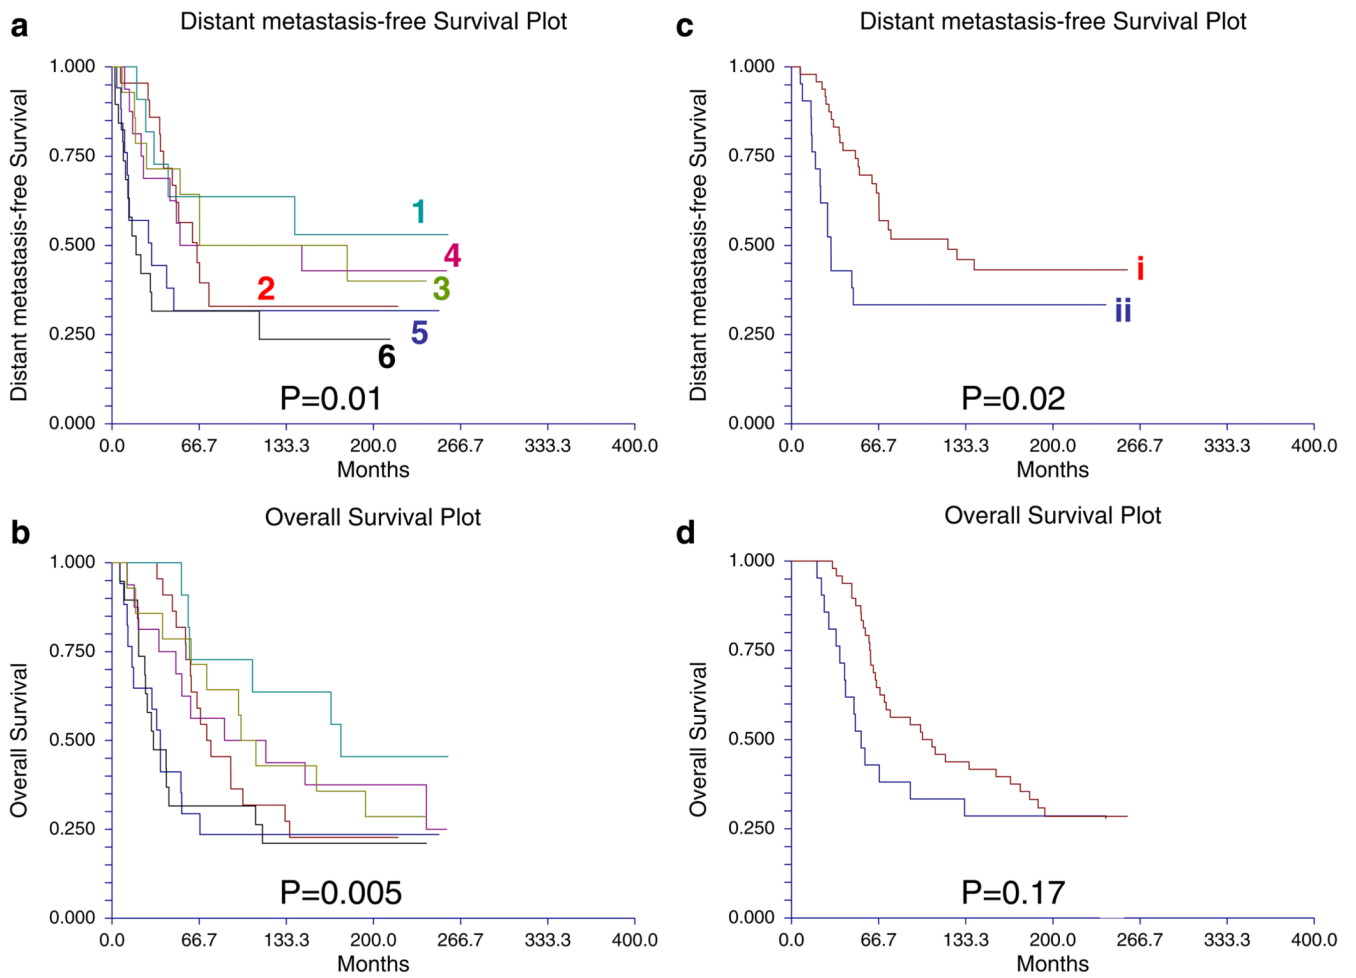 a
Distant metastasis-free Survival Plot
Distant metastasis-free Survival
1.000
0.750
0.500
0.250
0.000
1
4
2
3
5
6
P=0.01
0.0 66.7 133.3 200.0 266.7 333.3 400.0
Months
c
Distant metastasis-free Survival Plot
Distant metastasis-free Survival
1.000
0.750
0.500
0.250
0.000
i
ii
P=0.02
0.0 66.7 133.3 200.0 266.7 333.3 400.0
Months
b
Overall Survival Plot
Overall Survival
1.000
0.750
0.500
0.250
0.000
P=0.005
0.0 66.7 133.3 200.0 266.7 333.3 400.0
Months
d
Overall Survival Plot
Overall Survival
1.000
0.750
0.500
0.250
0.000
P=0.17
0.0 66.7 133.3 200.0 266.7 333.3 400.0
Months